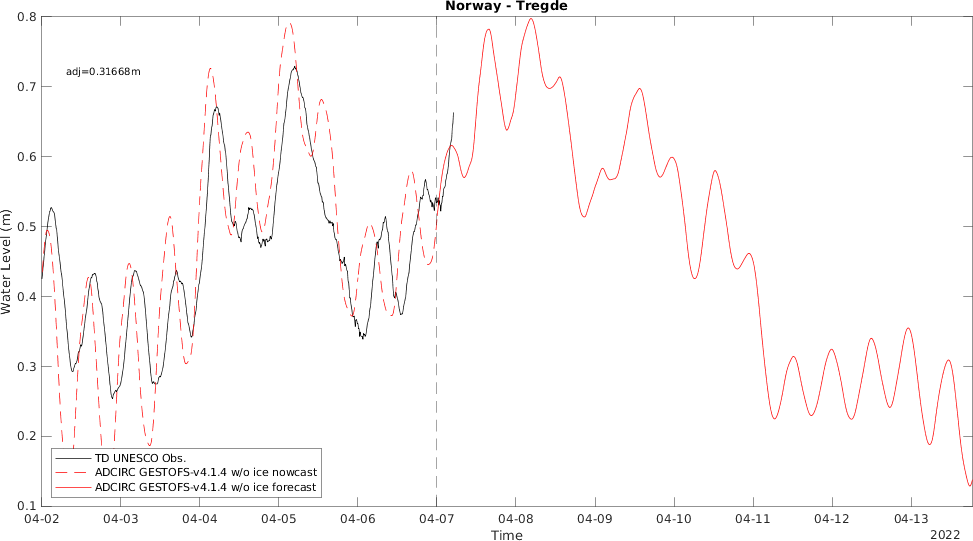 Norway - Tregde
0.8
adj=0.31668m
0.7
0.6
0.5
Water Level (m)
0.4
0.3
0.2
TD UNESCO Obs.
ADCIRC GESTOFS-v4.1.4 w/o ice nowcast
ADCIRC GESTOFS-v4.1.4 w/o ice forecast
0.1
04-02 04-03 04-04 04-05 04-06 04-07 04-08 04-09 04-10 04-11 04-12 04-13
Time
2022